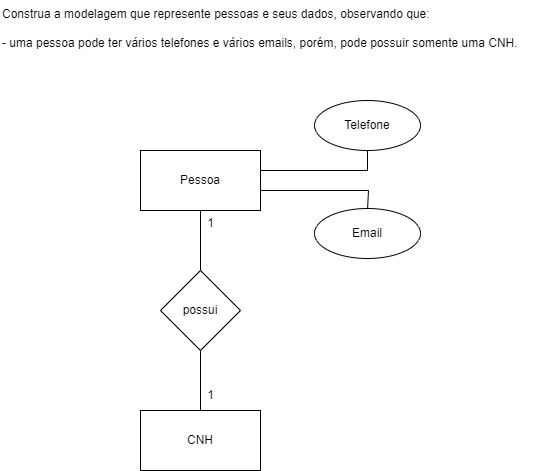 Construa a modelagem que represente pessoas e seus dados, observando que:
- uma pessoa pode ter vários telefones e vários emails, porém, pode possuir somente uma CNH.
Telefone
Pessoa
Email
1
possui
1
CNH